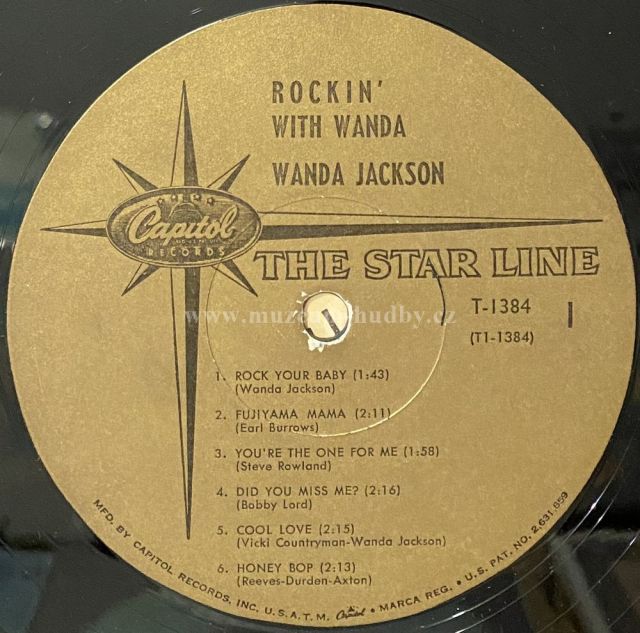 ROCKIN'
WITH WANDA
WANDA JACKSON
Capitol
RECORDS
THE STAR LINE
T-1384
1
(T1-1384)
www.muzeumhudby.cz
1. ROCK YOUR BABY (1:43)
(Wanda Jackson)
2. FUJIYAMA MAMA (2:11)
(Earl Burrows)
3. YOU'RE THE ONE FOR ME (1:58)
(Steve Rowland)
4. DID YOU MISS ME? (2:16)
(Bobby Lord)
5. COOL LOVE (2:15)
(Vicki Countryman-Wanda Jackson)
6. HONEY BOP (2:13)
(Reeves-Durden-Axton)
MFD. BY CAPITOL RECORDS, INC. U.S.A. T.M. Capitol • MARCA REG. • U.S. PAT. NO. 2,631,859